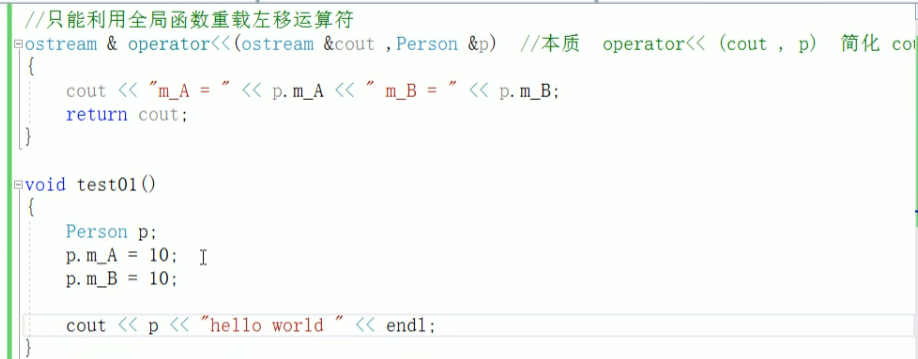 //只能利用全局函数重载左移运算符
ostream & operator<<(ostream &cout ,Person &p)  //本质  operator<< (cout , p)  简化 cou
{
    cout << "m_A = " << p.m_A << " m_B = " << p.m_B;
    return cout;
}
void test01()
{
    Person p;
    p.m_A = 10;
    p.m_B = 10;
    cout << p << "hello world " << endl;
}